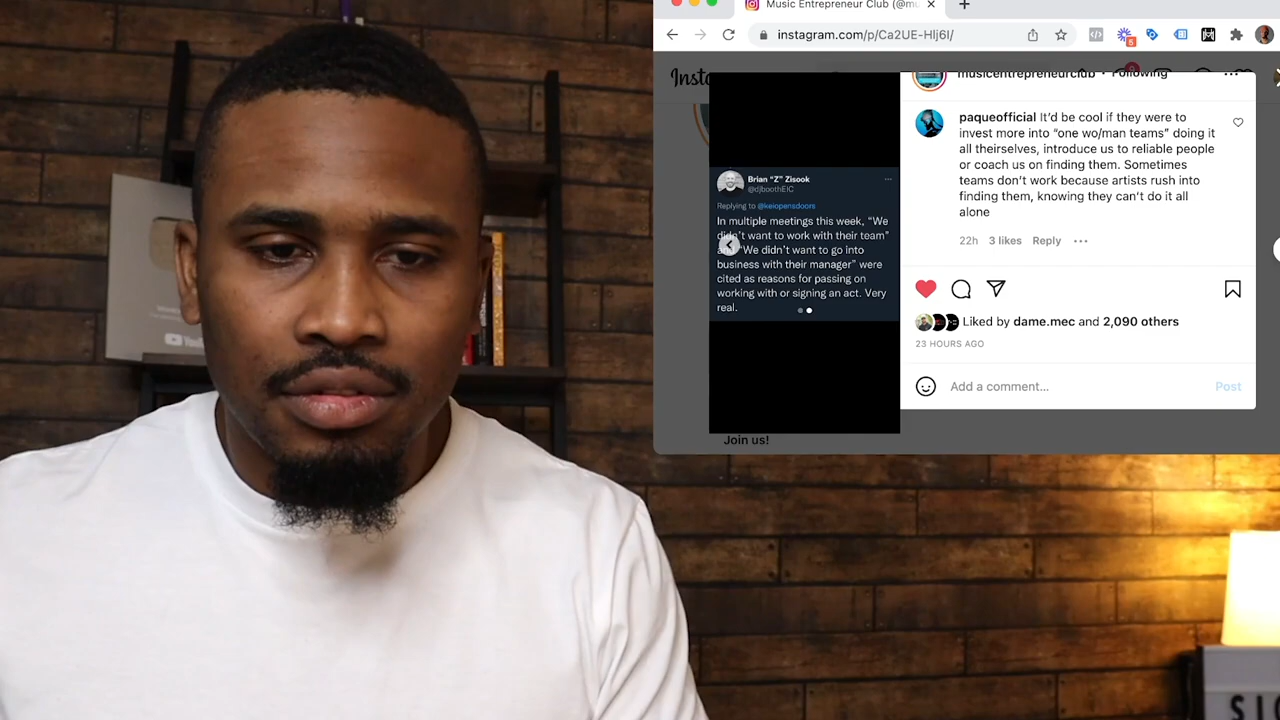 Music Entrepreneur Club (@mu
instagram.com/p/Ca2UE-Hlj6I/
5
musicentrepreneurclub • Following
paqueofficial It'd be cool if they were to
invest more into “one wo/man teams” doing it
all theirselves, introduce us to reliable people
or coach us on finding them. Sometimes
teams don't work because artists rush into
finding them, knowing they can't do it all
alone
22h 3 likes Reply
Brian “Z” Zisook
@djboothEIC
Replying to @keiopensdoors
In multiple meetings this week, “We
didn't want to work with their team”
and “We didn't want to go into
business with their manager” were
cited as reasons for passing on
working with or signing an act. Very
real.
Liked by dame.mec and 2,090 others
23 HOURS AGO
Add a comment... Post
Join us!